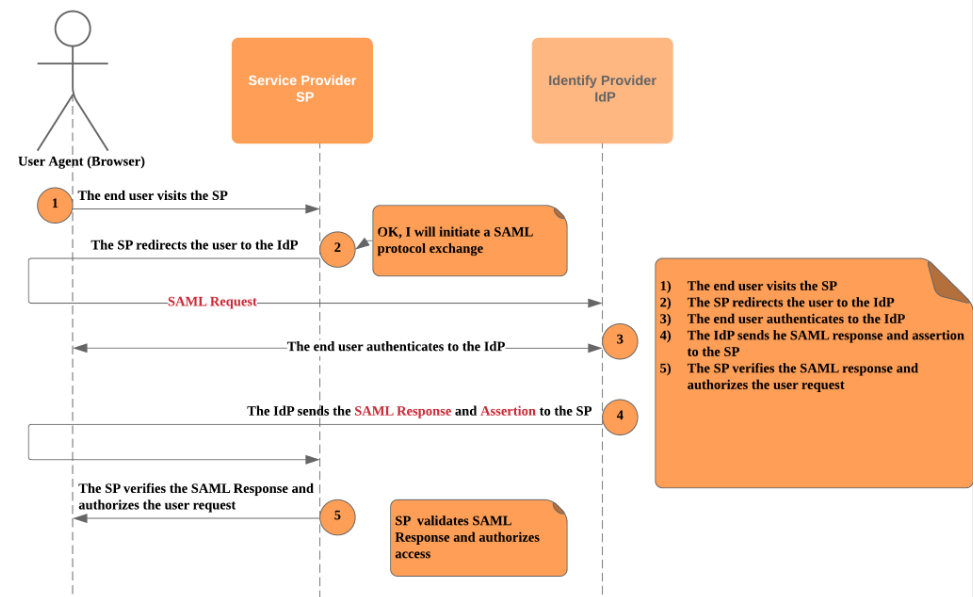 Service Provider
SP
Identify Provider
IdP
User Agent (Browser)
1
The end user visits the SP
OK, I will initiate a SAML
protocol exchange
2
The SP redirects the user to the IdP
SAML Request
The end user authenticates to the IdP
3
The IdP sends the SAML Response and Assertion to the SP
4
The SP verifies the SAML Response and
authorizes the user request
5
SP validates SAML
Response and authorizes
access
1) The end user visits the SP
2) The SP redirects the user to the IdP
3) The end user authenticates to the IdP
4) The IdP sends he SAML response and assertion
to the SP
5) The SP verifies the SAML response and
authorizes the user request